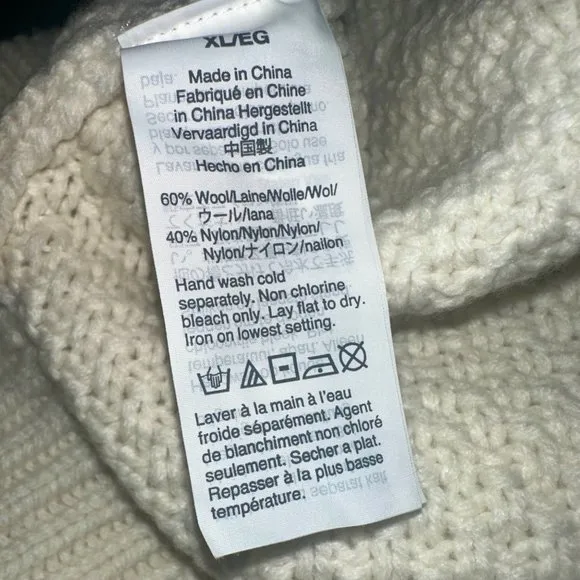 XL/EG
Made in China
Fabriqué en Chine
in China Hergestellt
Vervaardigd in China
中国製
Hecho en China
60% Wool/Laine/Wolle/Wol/
ウール/lana
40% Nylon/Nylon/Nylon/
Nylon/ナイロン/nailon
Hand wash cold
separately. Non chlorine
bleach only. Lay flat to dry.
Iron on lowest setting.
Laver à la main à l'eau
froide séparément. Agent
de blanchiment non chloré
seulement. Secher a plat.
Repasser à la plus basse
température.